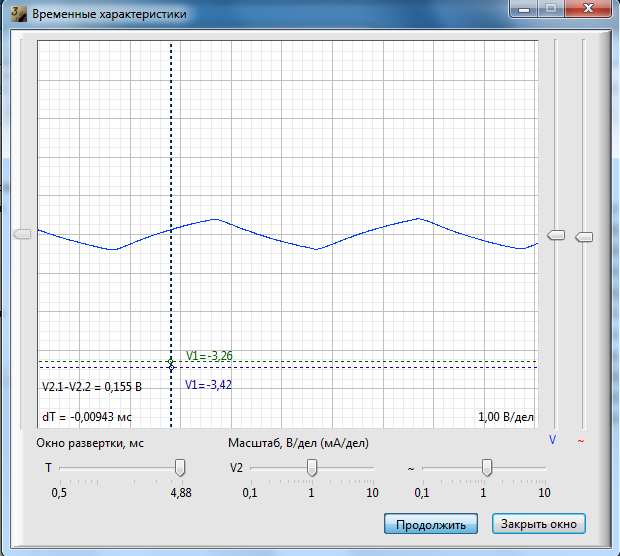 Временные характеристики
V1=-3,26
V2.1-V2.2 = 0,155 В
V1=-3,42
dT = -0,00943 мс
1,00 В/дел
Окно развертки, мс
Масштаб, В/дел (мА/дел)
V
~
T
V2
~
0,5
4,88
0,1
1
10
0,1
1
10
Продолжить
Закрыть окно